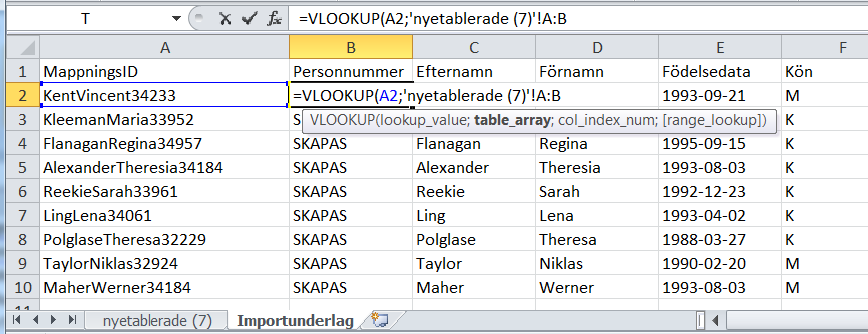 T fx =VLOOKUP(A2;'nyetablerade (7)'!A:B
A B C D E F
1 MappningsID Personnummer Efternamn Förnamn Födelsedata Kön
2 KentVincent34233 =VLOOKUP(A2;'nyetablerade (7)'!A:B 1993-09-21 M
3 KleemanMaria33952 S VLOOKUP(lookup_value; table_array; col_index_num; [range_lookup]) K
4 FlanaganRegina34957 SKAPAS Flanagan Regina 1995-09-15 K
5 AlexanderTheresia34184 SKAPAS Alexander Theresia 1993-08-03 K
6 ReekieSarah33961 SKAPAS Reekie Sarah 1992-12-23 K
7 LingLena34061 SKAPAS Ling Lena 1993-04-02 K
8 PolglaseTheresa32229 SKAPAS Polglase Theresa 1988-03-27 K
9 TaylorNiklas32924 SKAPAS Taylor Niklas 1990-02-20 M
10 MaherWerner34184 SKAPAS Maher Werner 1993-08-03 M
nyetablerade (7) Importunderlag